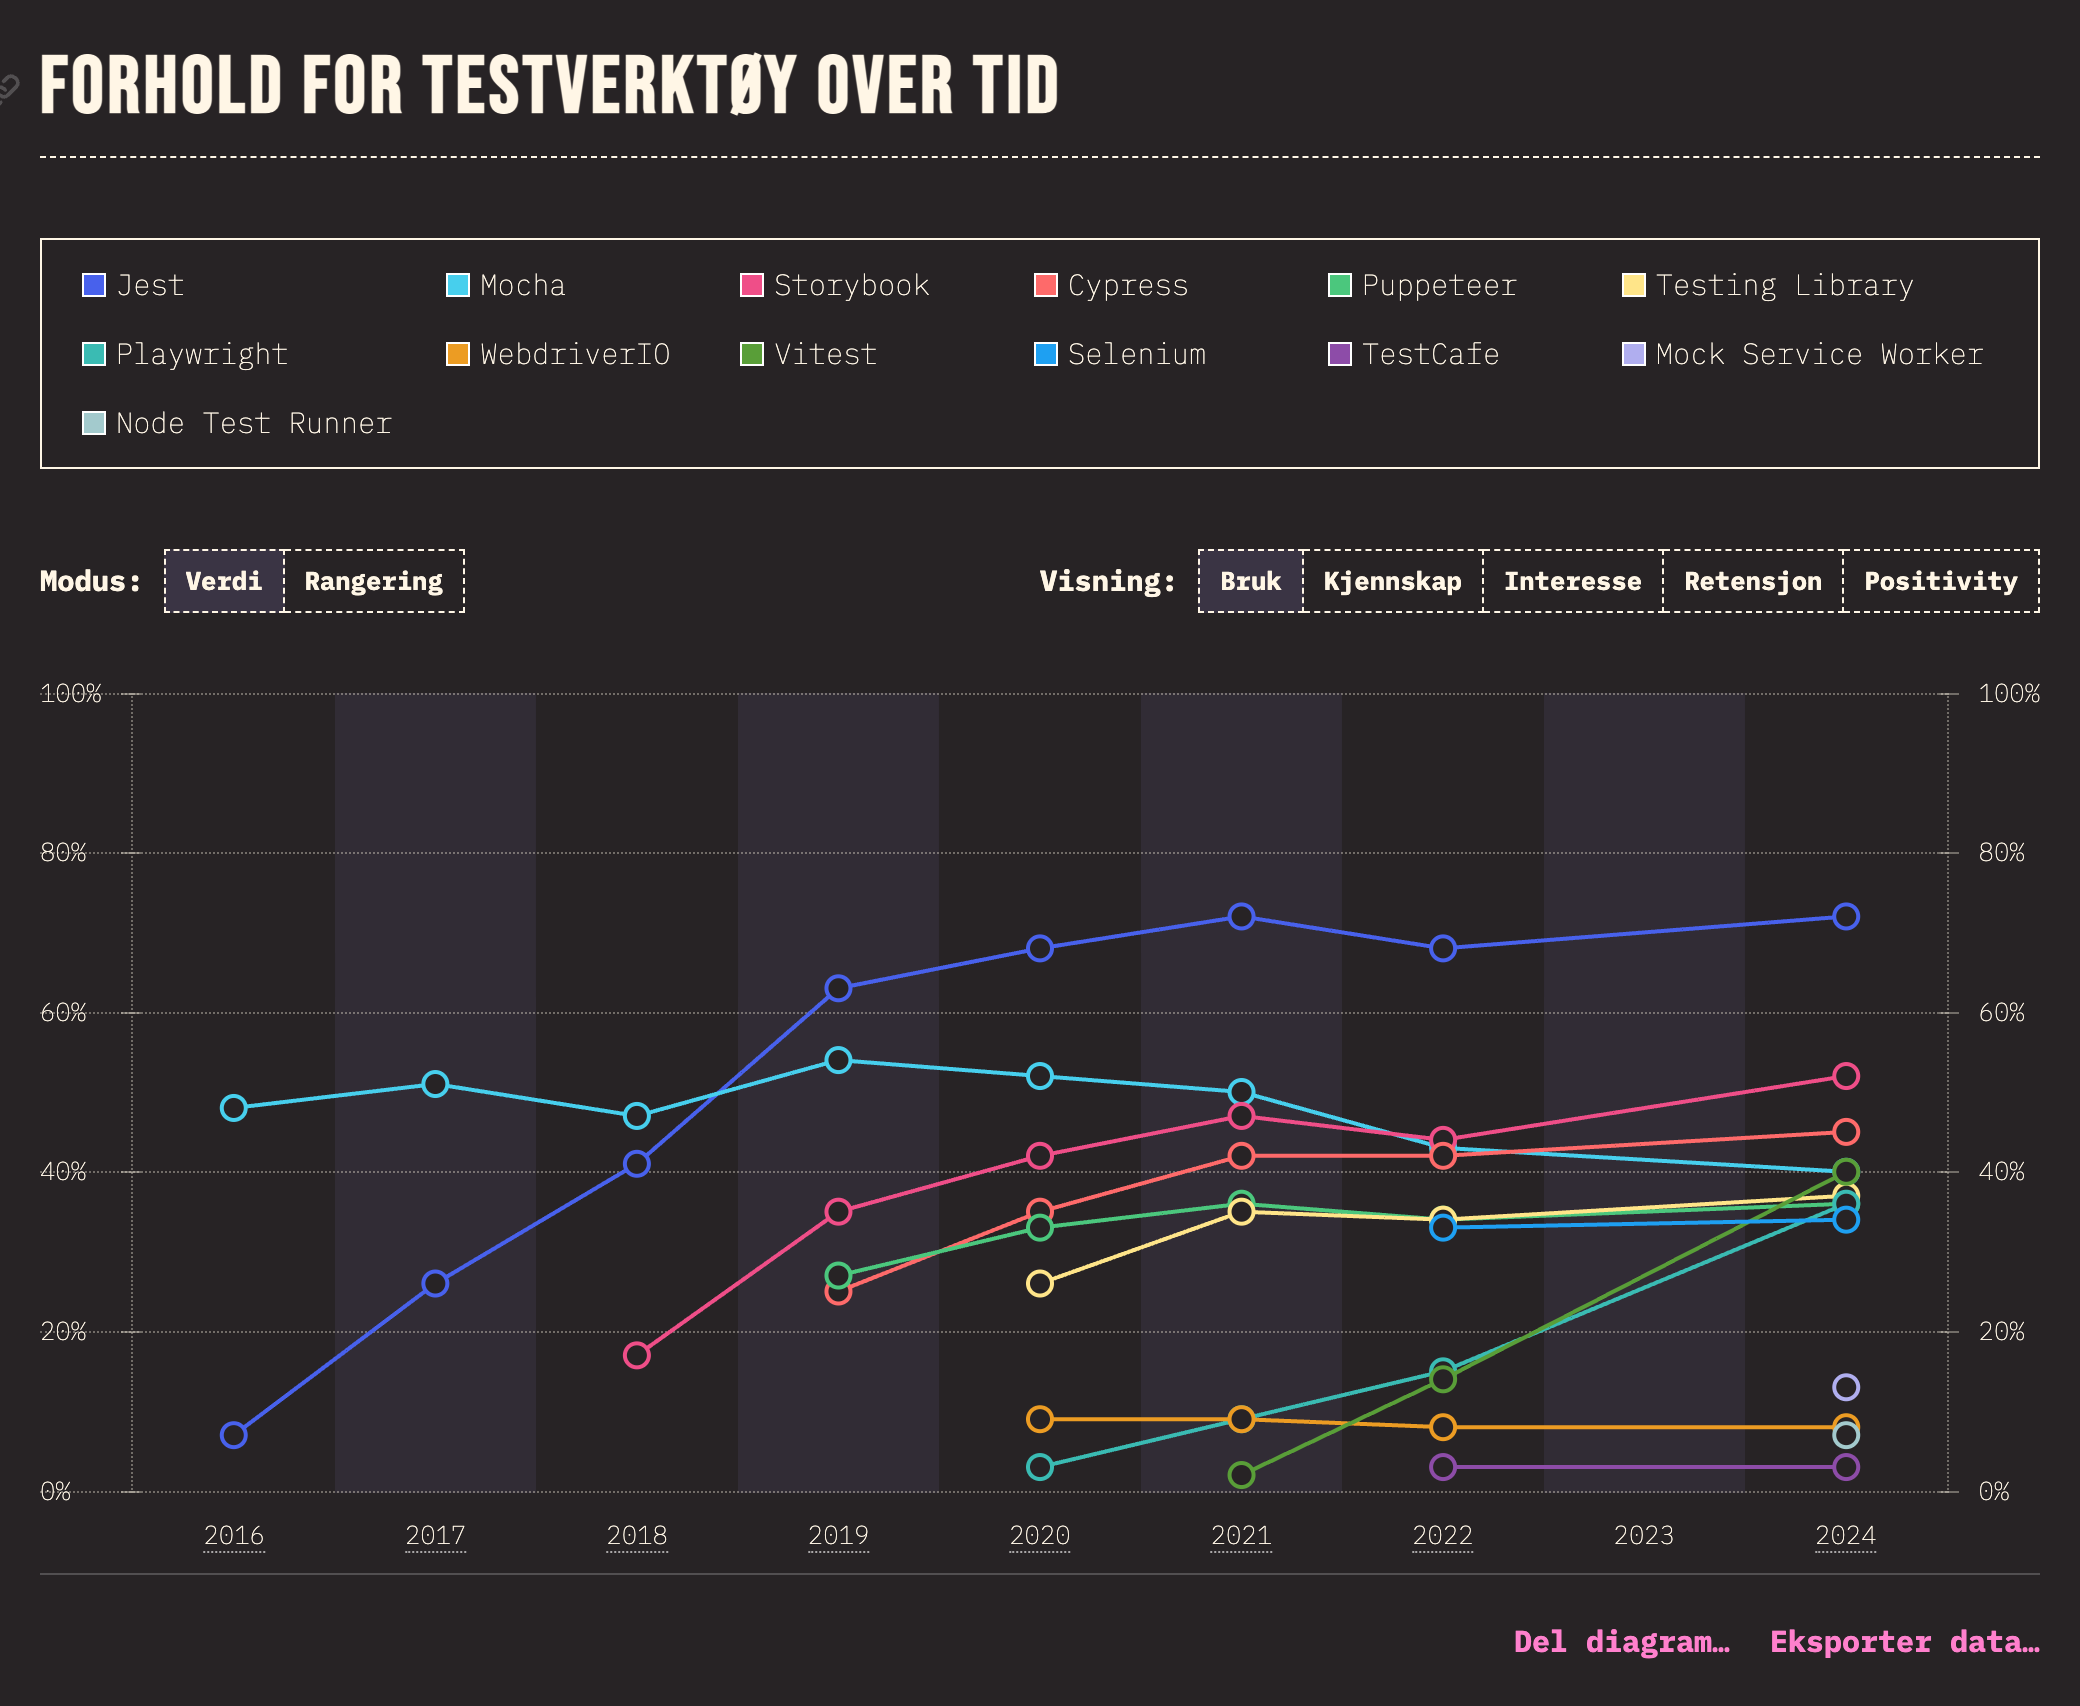 FORHOLD FOR TESTVERKTØY OVER TID
Jest Mocha Storybook Cypress Puppeteer Testing Library
Playwright WebdriverIO Vitest Selenium TestCafe Mock Service Worker
Node Test Runner
Modus: Verdi Rangering Visning: Bruk Kjennskap Interesse Retensjon Positivity
100% 100%
80% 80%
60% 60%
40% 40%
20% 20%
0% 0%
2016 2017 2018 2019 2020 2021 2022 2023 2024
Del diagram… Eksporter data…